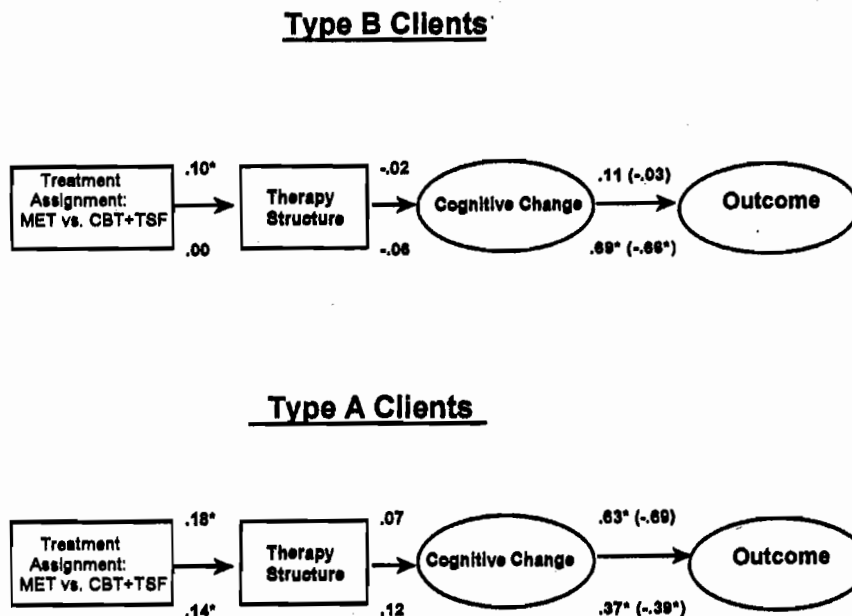 Type B Clients
.10*
-.02
.11 (-.03)
Treatment
Assignment:
MET vs. CBT+TSF
Therapy
Structure
Cognitive Change
Outcome
.00
-.06
.69* (-.66*)
Type A Clients
.18*
.07
.63* (-.69)
Treatment
Assignment:
MET vs. CBT+TSF
Therapy
Structure
Cognitive Change
Outcome
.14*
.12
.37* (-.39*)